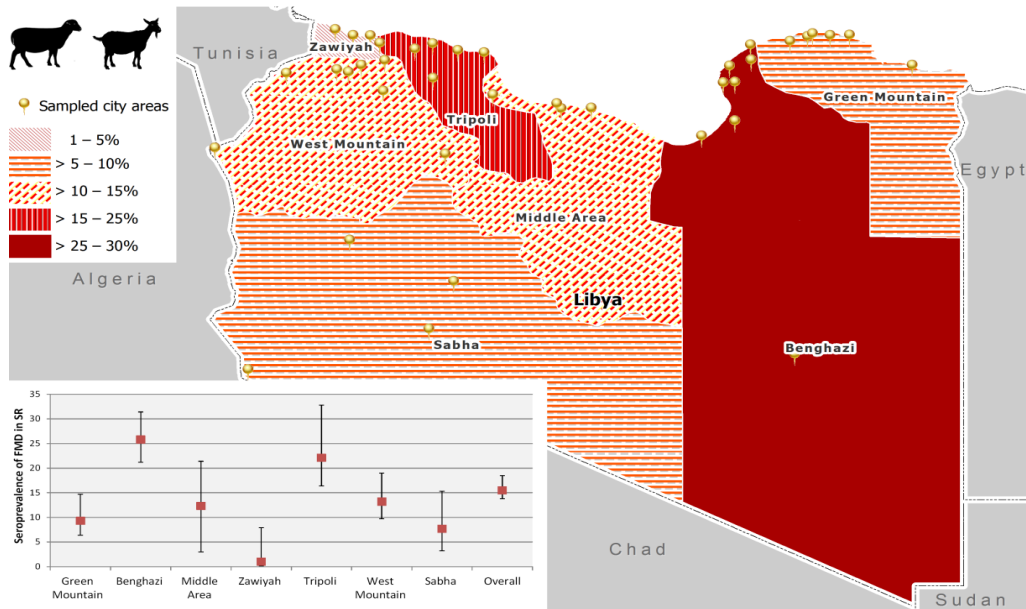 Tunisia
Zawiyah
Sampled city areas
1 – 5%
> 5 – 10%
> 10 – 15%
> 15 – 25%
> 25 – 30%
Green Mountain
Tripoli
West Mountain
Egypt
Middle Area
Algeria
Libya
Sabha
Benghazi
Chad
Sudan
Seroprevalence of FMD in SR
35
30
25
20
15
10
5
0
Green
Mountain
Benghazi
Middle
Area
Zawiyah
Tripoli
West
Mountain
Sabha
Overall